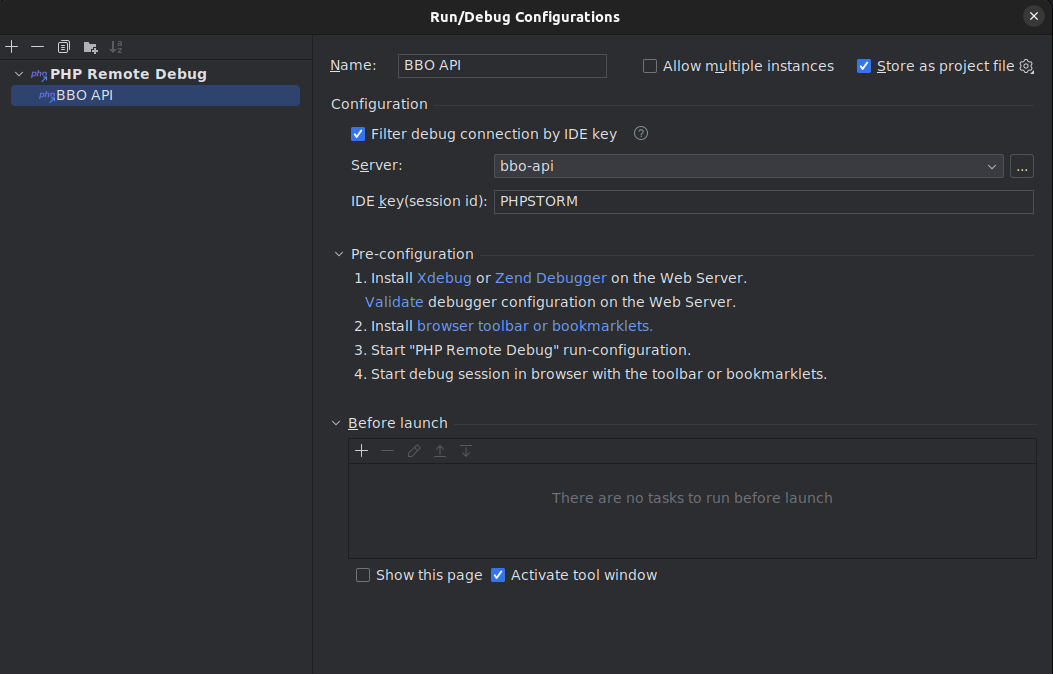 Run/Debug Configurations
PHP Remote Debug
BBO API
Name: BBO API Allow multiple instances Store as project file
Configuration
Filter debug connection by IDE key ?
Server: bbo-api ...
IDE key(session id): PHPSTORM
Pre-configuration
1. Install Xdebug or Zend Debugger on the Web Server.
Validate debugger configuration on the Web Server.
2. Install browser toolbar or bookmarklets.
3. Start "PHP Remote Debug" run-configuration.
4. Start debug session in browser with the toolbar or bookmarklets.
Before launch
There are no tasks to run before launch
Show this page Activate tool window